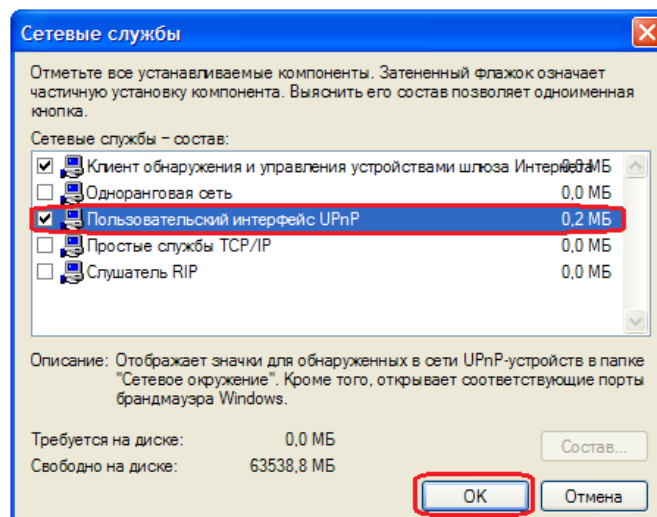 Сетевые службы
Отметьте все устанавливаемые компоненты. Затененный флажок означает
частичную установку компонента. Выяснить его состав позволяет одноименная
кнопка.
Сетевые службы – состав:
Клиент обнаружения и управления устройствами шлюза Интернета 0,0 МБ
Одноранговая сеть 0,0 МБ
Пользовательский интерфейс UPnP 0,2 МБ
Простые службы TCP/IP 0,0 МБ
Слушатель RIP 0,0 МБ
Описание: Отображает значки для обнаруженных в сети UPnP-устройств в папке
"Сетевое окружение". Кроме того, открывает соответствующие порты
брандмауэра Windows.
Требуется на диске: 0,0 МБ
Состав...
Свободно на диске: 63538,8 МБ
OK Отмена